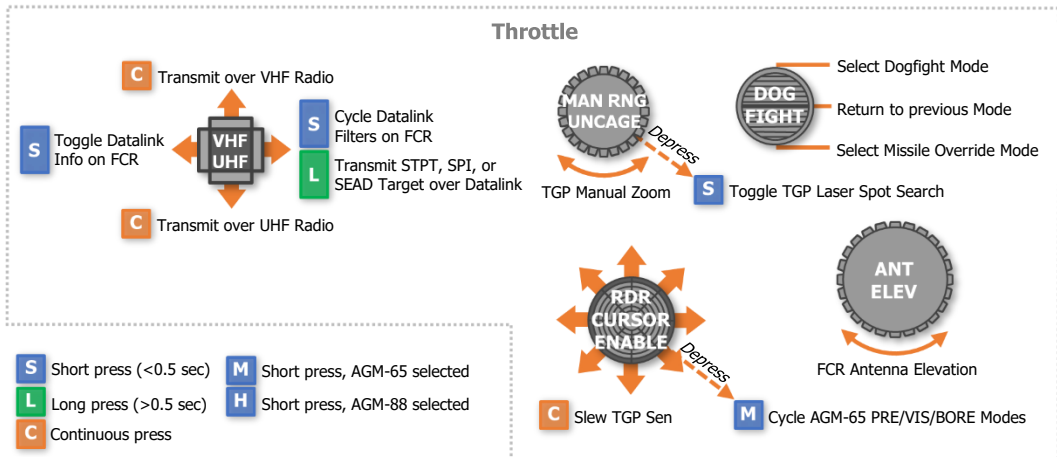 Throttle
C Transmit over VHF Radio
S Toggle Datalink
Info on FCR
VHF
UHF
S Cycle Datalink
Filters on FCR
L Transmit STPT, SPI, or
SEAD Target over Datalink
C Transmit over UHF Radio
MAN RNG
UNCAGE
Depress
TGP Manual Zoom
S Toggle TGP Laser Spot Search
DOG
FIGHT
Select Dogfight Mode
Return to previous Mode
Select Missile Override Mode
RDR
CURSOR
ENABLE
Depress
C Slew TGP Sen
M Cycle AGM-65 PRE/VIS/BORE Modes
ANT
ELEV
FCR Antenna Elevation
S Short press (<0.5 sec)
L Long press (>0.5 sec)
C Continuous press
M Short press, AGM-65 selected
H Short press, AGM-88 selected